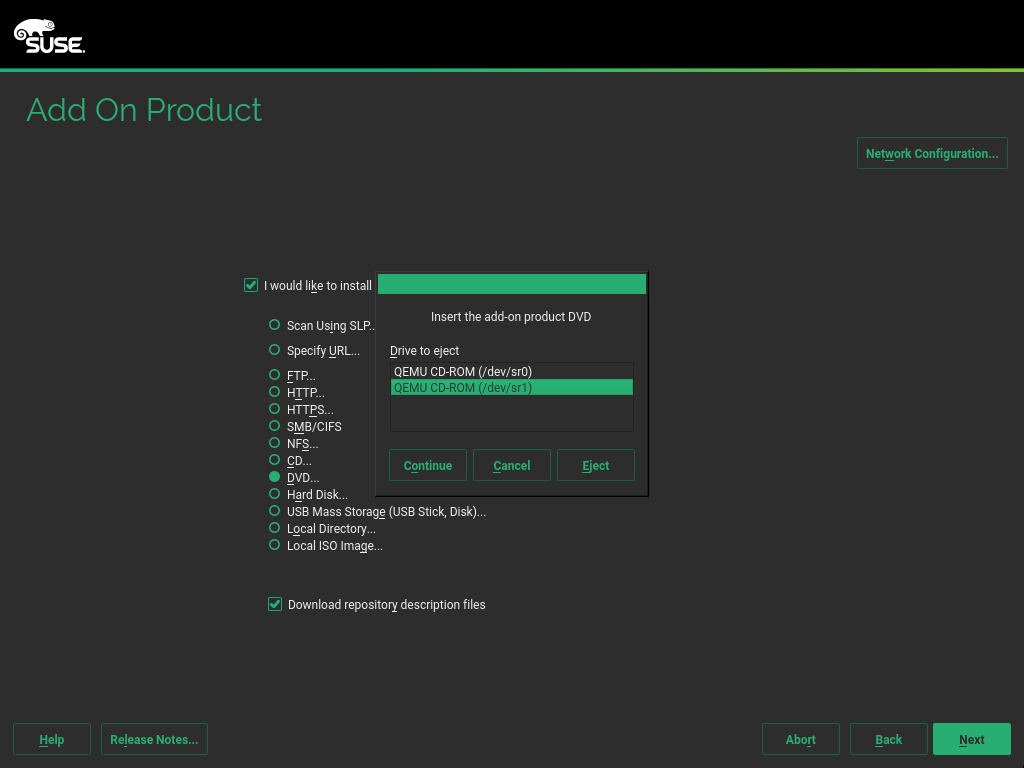 SUSE.
Add On Product
Network Configuration...
I would like to install
Insert the add-on product DVD
Scan Using SLP..
Drive to eject
Specify URL...
QEMU CD-ROM (/dev/sr0)
FTP...
QEMU CD-ROM (/dev/sr1)
HTTP...
HTTPS...
SMB/CIFS
NFS...
CD...
Continue Cancel Eject
DVD...
Hard Disk...
USB Mass Storage (USB Stick, Disk)...
Local Directory...
Local ISO Image...
Download repository description files
Help Release Notes... Abort Back Next